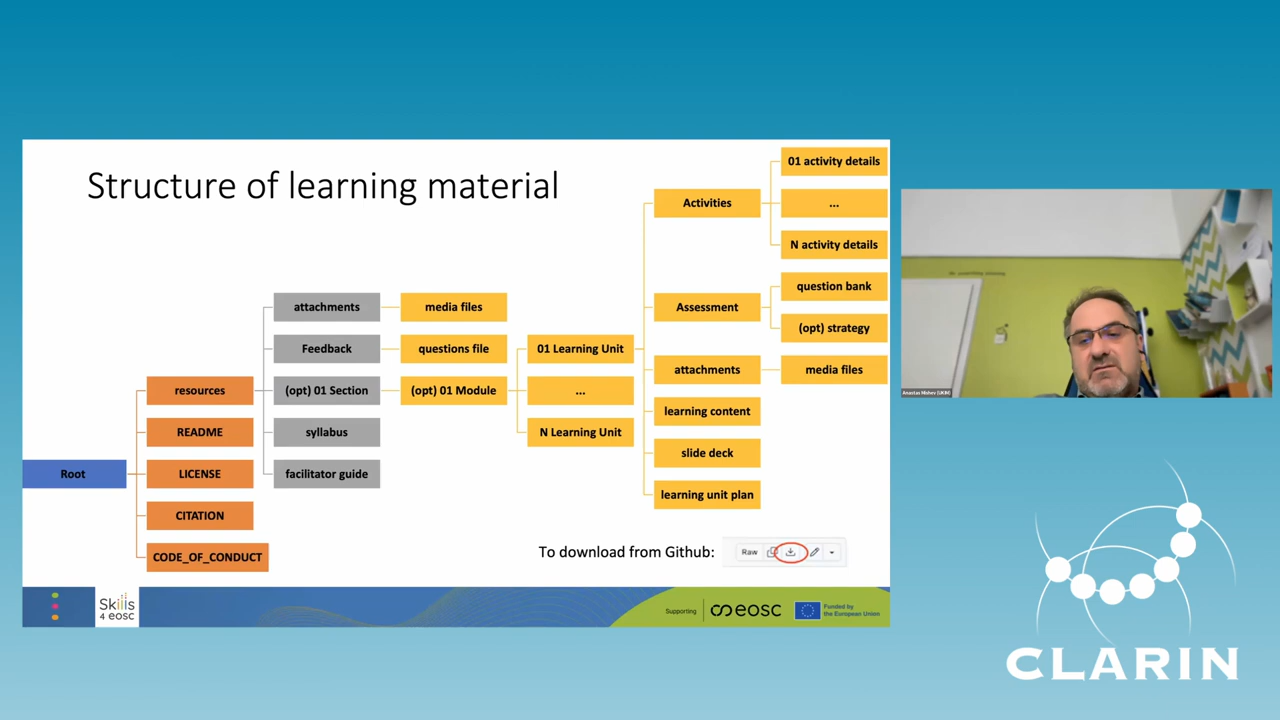 Structure of learning material
Root
resources
README
LICENSE
CITATION
CODE_OF_CONDUCT
attachments
Feedback
(opt) 01 Section
syllabus
facilitator guide
media files
questions file
(opt) 01 Module
01 Learning Unit
...
N Learning Unit
Activities
Assessment
attachments
learning content
slide deck
learning unit plan
01 activity details
...
N activity details
question bank
(opt) strategy
media files
To download from Github:
Raw
Skills
4 eosc
Supporting
eosc
Funded by
the European Union
CLARIN